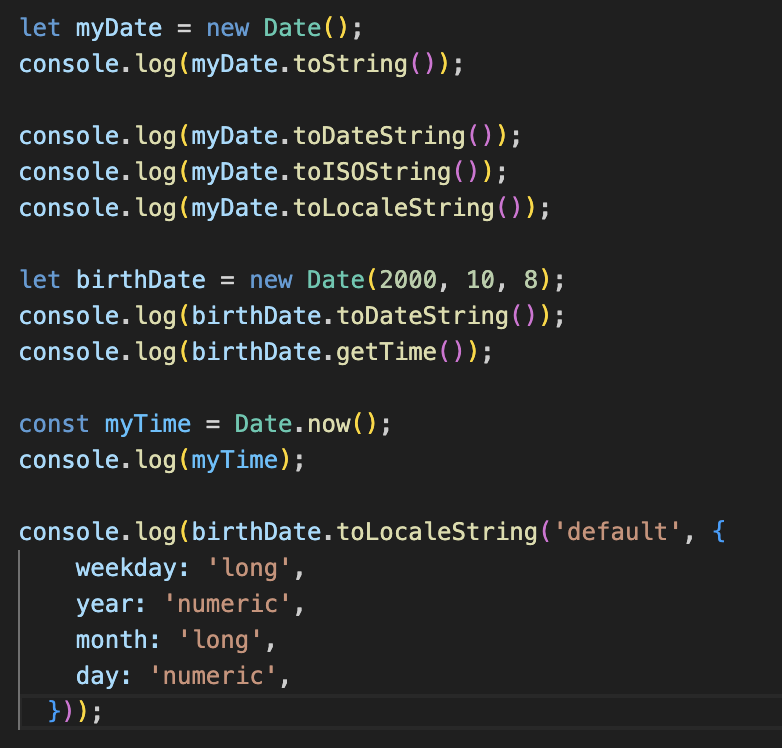 let myDate = new Date();
console.log(myDate.toString());
console.log(myDate.toDateString());
console.log(myDate.toISOString());
console.log(myDate.toLocaleString());
let birthDate = new Date(2000, 10, 8);
console.log(birthDate.toDateString());
console.log(birthDate.getTime());
const myTime = Date.now();
console.log(myTime);
console.log(birthDate.toLocaleString('default', {
    weekday: 'long',
    year: 'numeric',
    month: 'long',
    day: 'numeric',
  }));